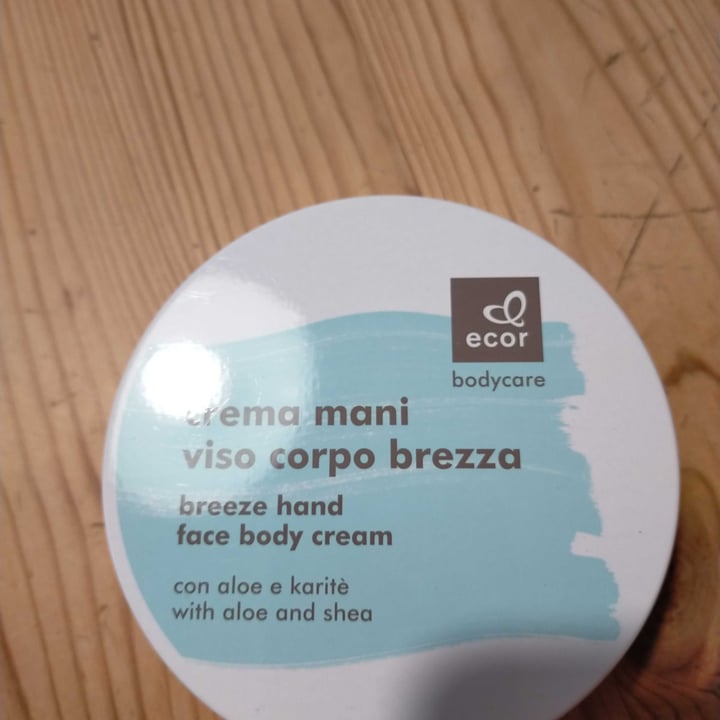 ecor
bodycare
crema mani
viso corpo brezza
breeze hand
face body cream
con aloe e karitè
with aloe and shea